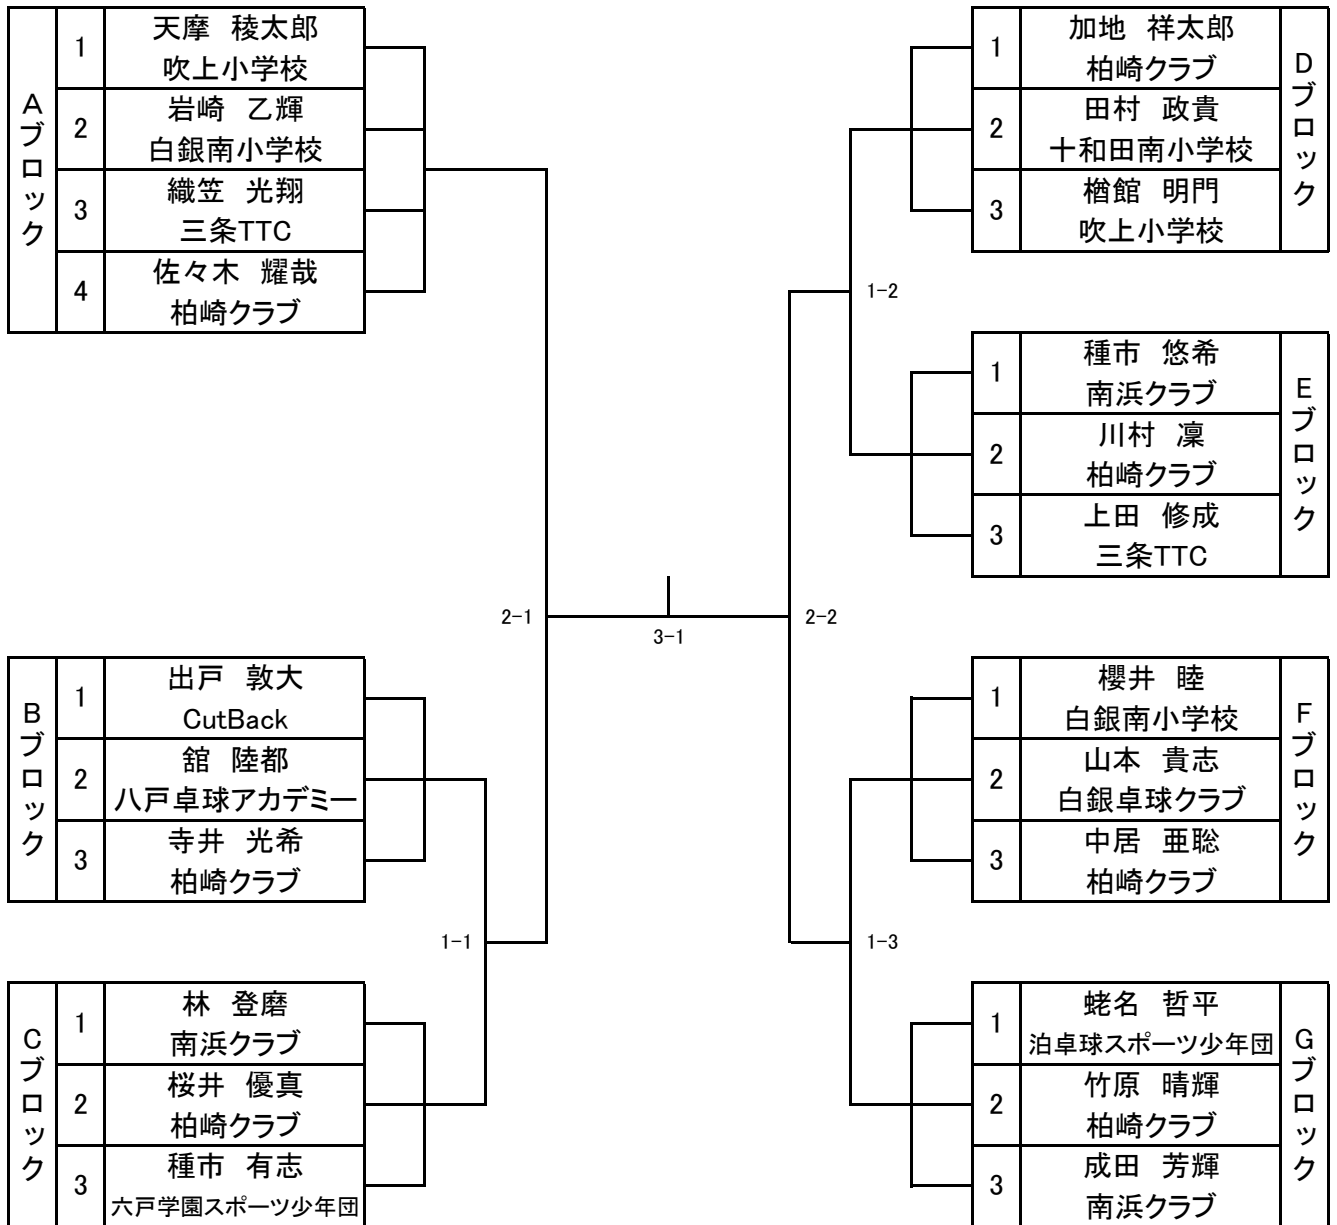 Aブロック
1
天摩 稜太郎
吹上小学校
2
岩崎 乙輝
白銀南小学校
3
織笠 光翔
三条TTC
4
佐々木 耀哉
柏崎クラブ
Bブロック
1
出戸 敦大
CutBack
2
舘 陸都
八戸卓球アカデミー
3
寺井 光希
柏崎クラブ
Cブロック
1
林 登磨
南浜クラブ
2
桜井 優真
柏崎クラブ
3
種市 有志
六戸学園スポーツ少年団
1-1
2-1
3-1
2-2
1-2
1-3
Dブロック
1
加地 祥太郎
柏崎クラブ
2
田村 政貴
十和田南小学校
3
楢館 明門
吹上小学校
Eブロック
1
種市 悠希
南浜クラブ
2
川村 凜
柏崎クラブ
3
上田 修成
三条TTC
Fブロック
1
櫻井 睦
白銀南小学校
2
山本 貴志
白銀卓球クラブ
3
中居 亜聡
柏崎クラブ
Gブロック
1
蛯名 哲平
泊卓球スポーツ少年団
2
竹原 晴輝
柏崎クラブ
3
成田 芳輝
南浜クラブ